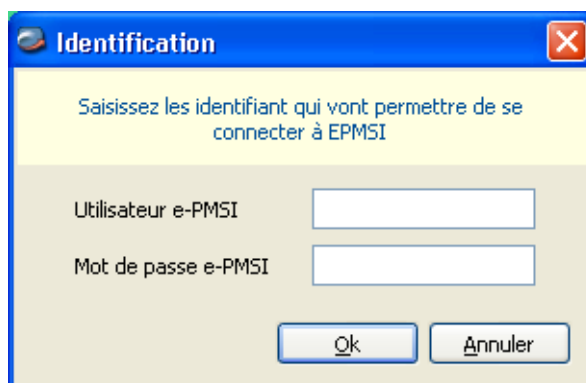 Identification
Saisissez les identifiant qui vont permettre de se
connecter à EPMSI
Utilisateur e-PMSI
Mot de passe e-PMSI
Ok Annuler